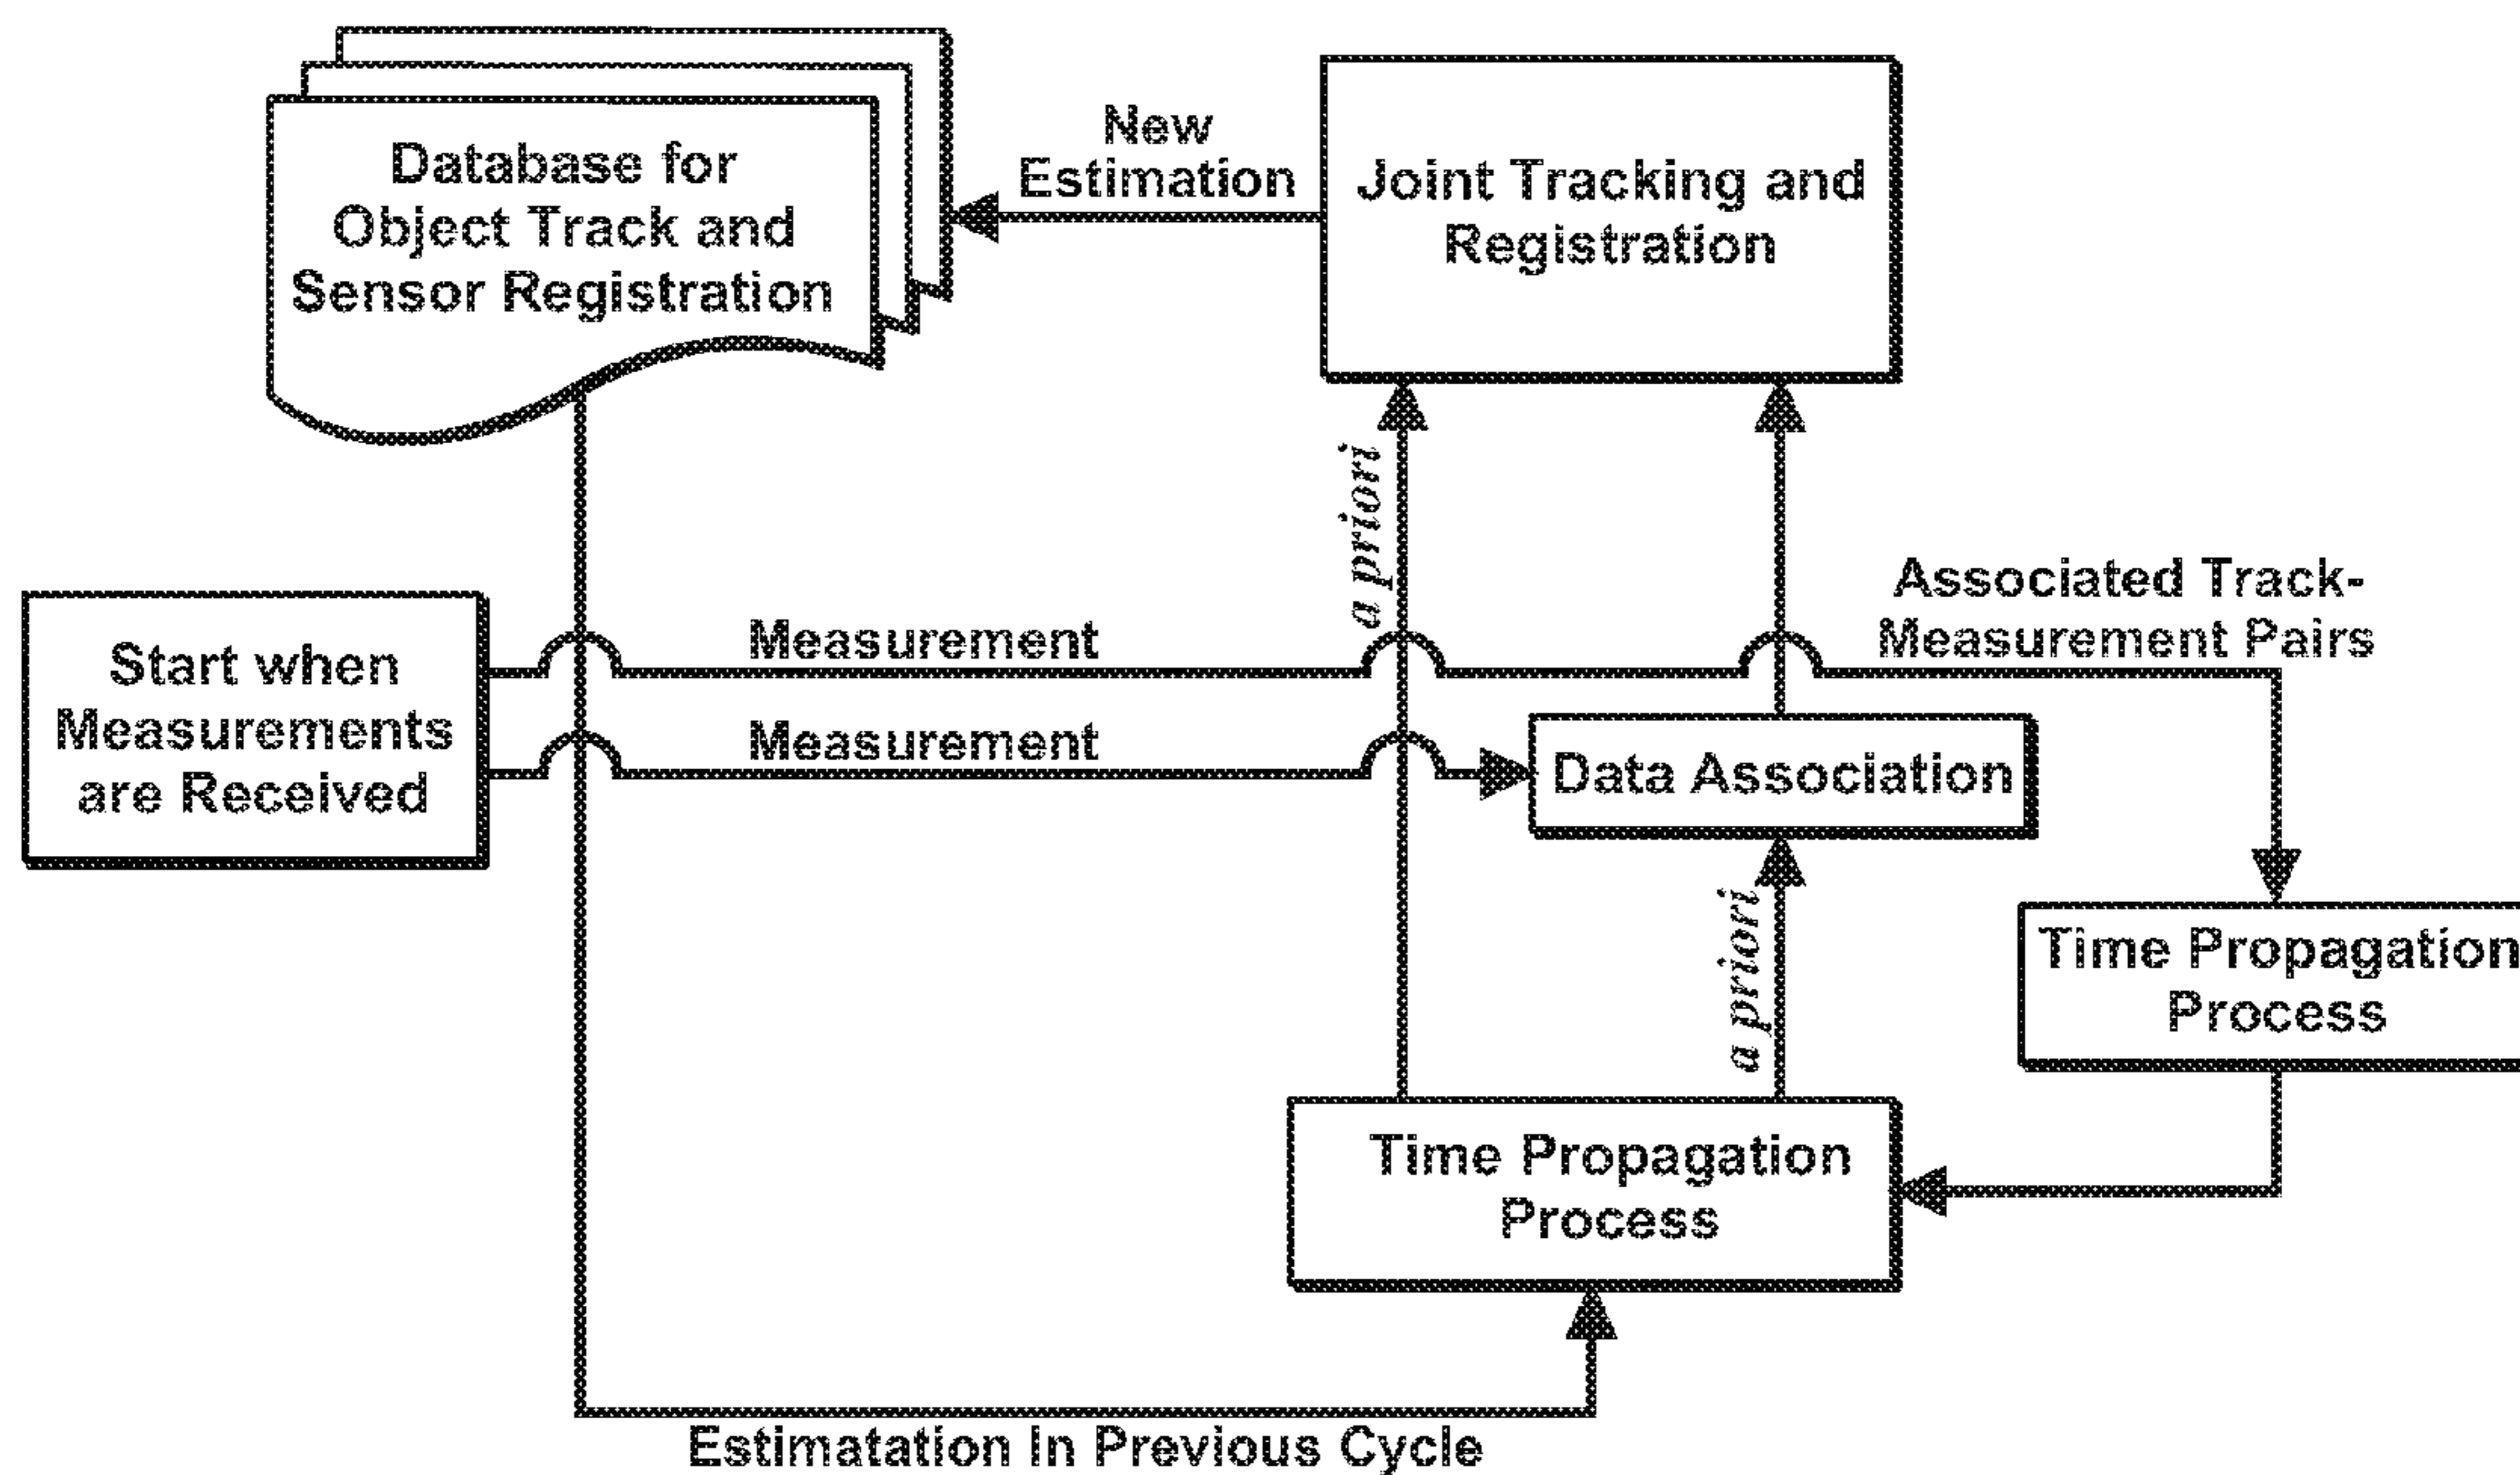 Database for
Object Track and
Sensor Registration
New
Estimation
Joint Tracking and
Registration
a priori
Associated Track-
Measurement Pairs
Start when
Measurements
are Received
Measurement
Measurement
Data Association
a priori
Time Propagation
Process
Time Propagation
Process
Estimatation In Previous Cycle